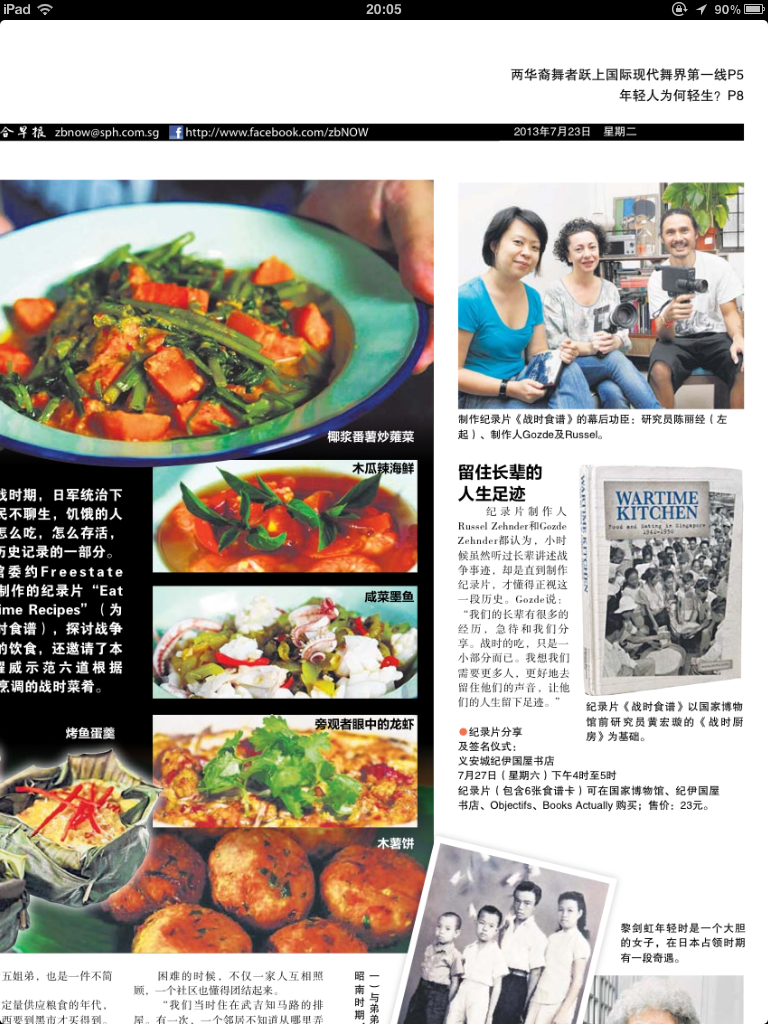 iPad
20:05
90%
两华裔舞者跃上国际现代舞界第一线P5
年轻人为何轻生？P8
合早报 zbnow@sph.com.sg
f http://www.facebook.com/zbNOW
2013年7月23日 星期二
椰浆番薯炒蕹菜
木瓜辣海鲜
咸菜墨鱼
旁观者眼中的龙虾
木薯饼
烤鱼蛋羹
战时期，日军统治下
民不聊生，饥饿的人
怎么吃，怎么存活，
历史记录的一部分。
官委约Freestate
制作的纪录片“Eat
ime Recipes”（为
时食谱），探讨战争
的饮食，还邀请了本
耀威示范六道根据
烹调的战时菜肴。
制作纪录片《战时食谱》的幕后功臣：研究员陈丽经（左
起）、制作人Gozde及Russel。
留住长辈的
人生足迹
纪录片制作人
Russel Zehnder和Gozde
Zehnder都认为，小时
候虽然听过长辈讲述战
争事迹，却是直到制作
纪录片，才懂得正视这
一段历史。Gozde说：
“我们的长辈有很多的
经历，急待和我们分
享。战时的吃，只是一
小部分而已。我想我们
需要更多人，更好地去
留住他们的声音，让他
们的人生留下足迹。”
WARTIME
KITCHEN
Food and Eating in Singapore
1942-1950
WARTIME KITCHEN
纪录片《战时食谱》以国家博物
馆前研究员黄宏璇的《战时厨
房》为基础。
●纪录片分享
及签名仪式：
义安城纪伊国屋书店
7月27日（星期六）下午4时至5时
纪录片（包含6张食谱卡）可在国家博物馆、纪伊国屋
书店、Objectifs、Books Actually 购买；售价：23元。
黎剑虹年轻时是一个大胆
的女子，在日本占领时期
有一段奇遇。
五姐弟，也是一件不简
定量供应粮食的年代，
西要到黑市才买得到。
困难的时候，不仅一家人互相照
顾，一个社区也懂得团结起来。
“我们当时住在武吉知马路的排
屋。有一次，一个邻居不知道从哪里弄
一）与弟弟
昭南时期，